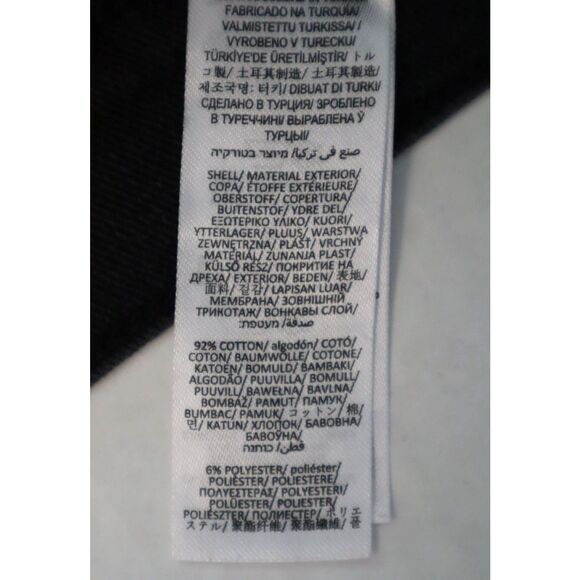 FABRICADO NA TURQUÍA/
VALMISTETTU TURKISSA/ /
VYROBENO V TURECKU/
TÜRKİYE'DE ÜRETİLMİŞTİR/ トル
コ製/ 土耳其制造/ 土耳其製造/
제조국명: 터키/ DIBUAT DI TURKI/
СДЕЛАНО В ТУРЦИЯ/ ЗРОБЛЕНО
В ТУРЕЧЧИНІ/ ВЫРАБЛЕНА Ў
ТУРЦЫІ/
صنع في تركيا/ מיוצר בטורקיה
SHELL/ MATERIAL EXTERIOR/
COPA/ ÉTOFFE EXTÉRIEURE/
OBERSTOFF/ COPERTURA/
BUITENSTOF/ YDRE DEL/
ΕΞΩΤΕΡΙΚΟ ΥΛΙΚΟ/ KUORI/
YTTERLAGER/ PLUUS/ WARSTWA
ZEWNĘTRZNA/ PLÁŠŤ/ VRCHNÝ
MATERIÁL/ ZUNANJA PLAST/
KÜLSŐ RÉSZ/ ПОКРИТИЕ НА
ДРЕХА/ EXTERIOR/ BEDEN/ 表地/
面料/ 겉감/ LAPISAN LUAR/
МЕМБРАНА/ ЗОВНІШНІЙ
ТРИКОТАЖ/ ВОНКАВЫ СЛОЙ/
صدفة/ מעטפת:
92% COTTON/ algodón/ COTÓ/
COTON/ BAUMWOLLE/ COTONE/
KATOEN/ BOMULD/ ΒΑΜΒΑΚΙ/
ALGODÃO/ PUUVILLA/ BOMULL/
PUUVILL/ BAWEŁNA/ BAVLNA/
BOMBAŽ/ PAMUT/ ПАМУК/
BUMBAC/ PAMUK/ コットン/ 棉/
면/ KATUN/ ХЛОПОК/ БАВОВНА/
БАВОЎНА/
قطن/ כותנה
6% POLYESTER/ poliéster/
POLIÈSTER/ POLIESTERE/
ΠΟΛΥΕΣΤΕΡΑΣ/ POLYESTERI/
POLÜESTER/ POLIESTER/
POLIÉSZTER/ ПОЛИЕСТЕР/ ポリエ
ステル/ 聚酯纤维/ 聚酯纖維/ 폴